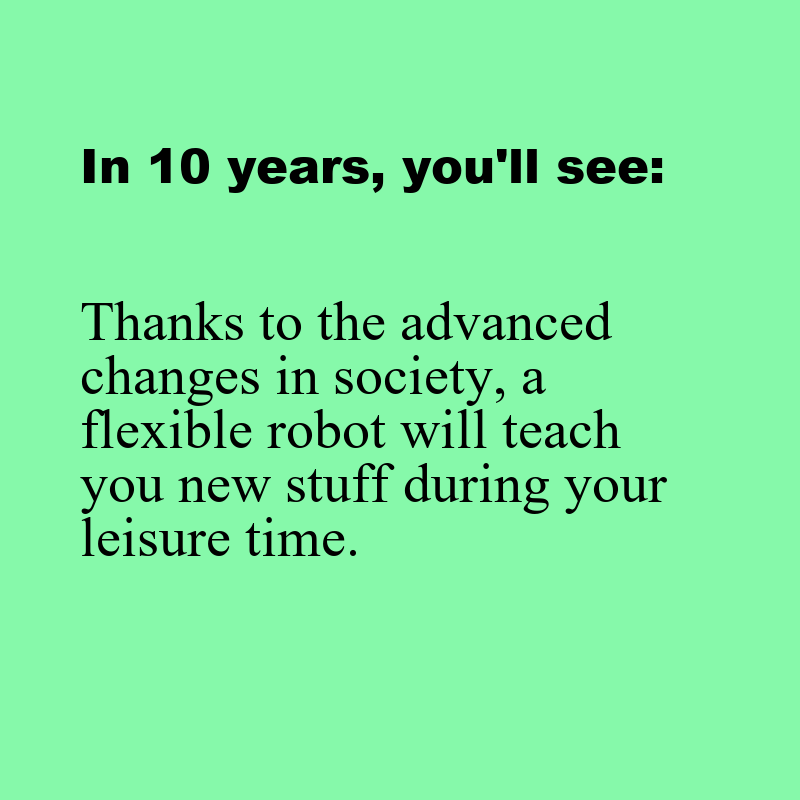 In 10 years, you'll see:
Thanks to the advanced
changes in society, a
flexible robot will teach
you new stuff during your
leisure time.